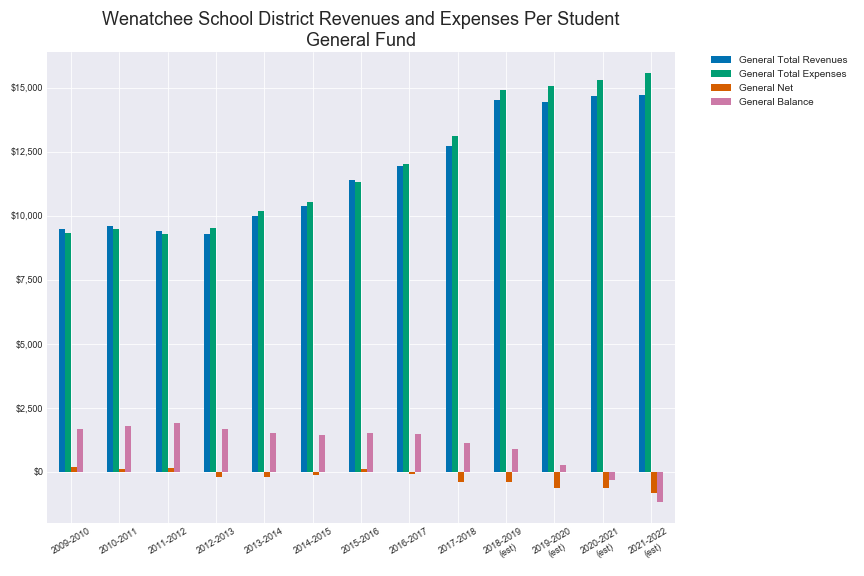 Wenatchee School District Revenues and Expenses Per Student
General Fund
General Total Revenues
General Total Expenses
General Net
General Balance
$15,000
$12,500
$10,000
$7,500
$5,000
$2,500
$0
2009-2010
2010-2011
2011-2012
2012-2013
2013-2014
2014-2015
2015-2016
2016-2017
2017-2018
2018-2019
(est)
2019-2020
(est)
2020-2021
(est)
2021-2022
(est)